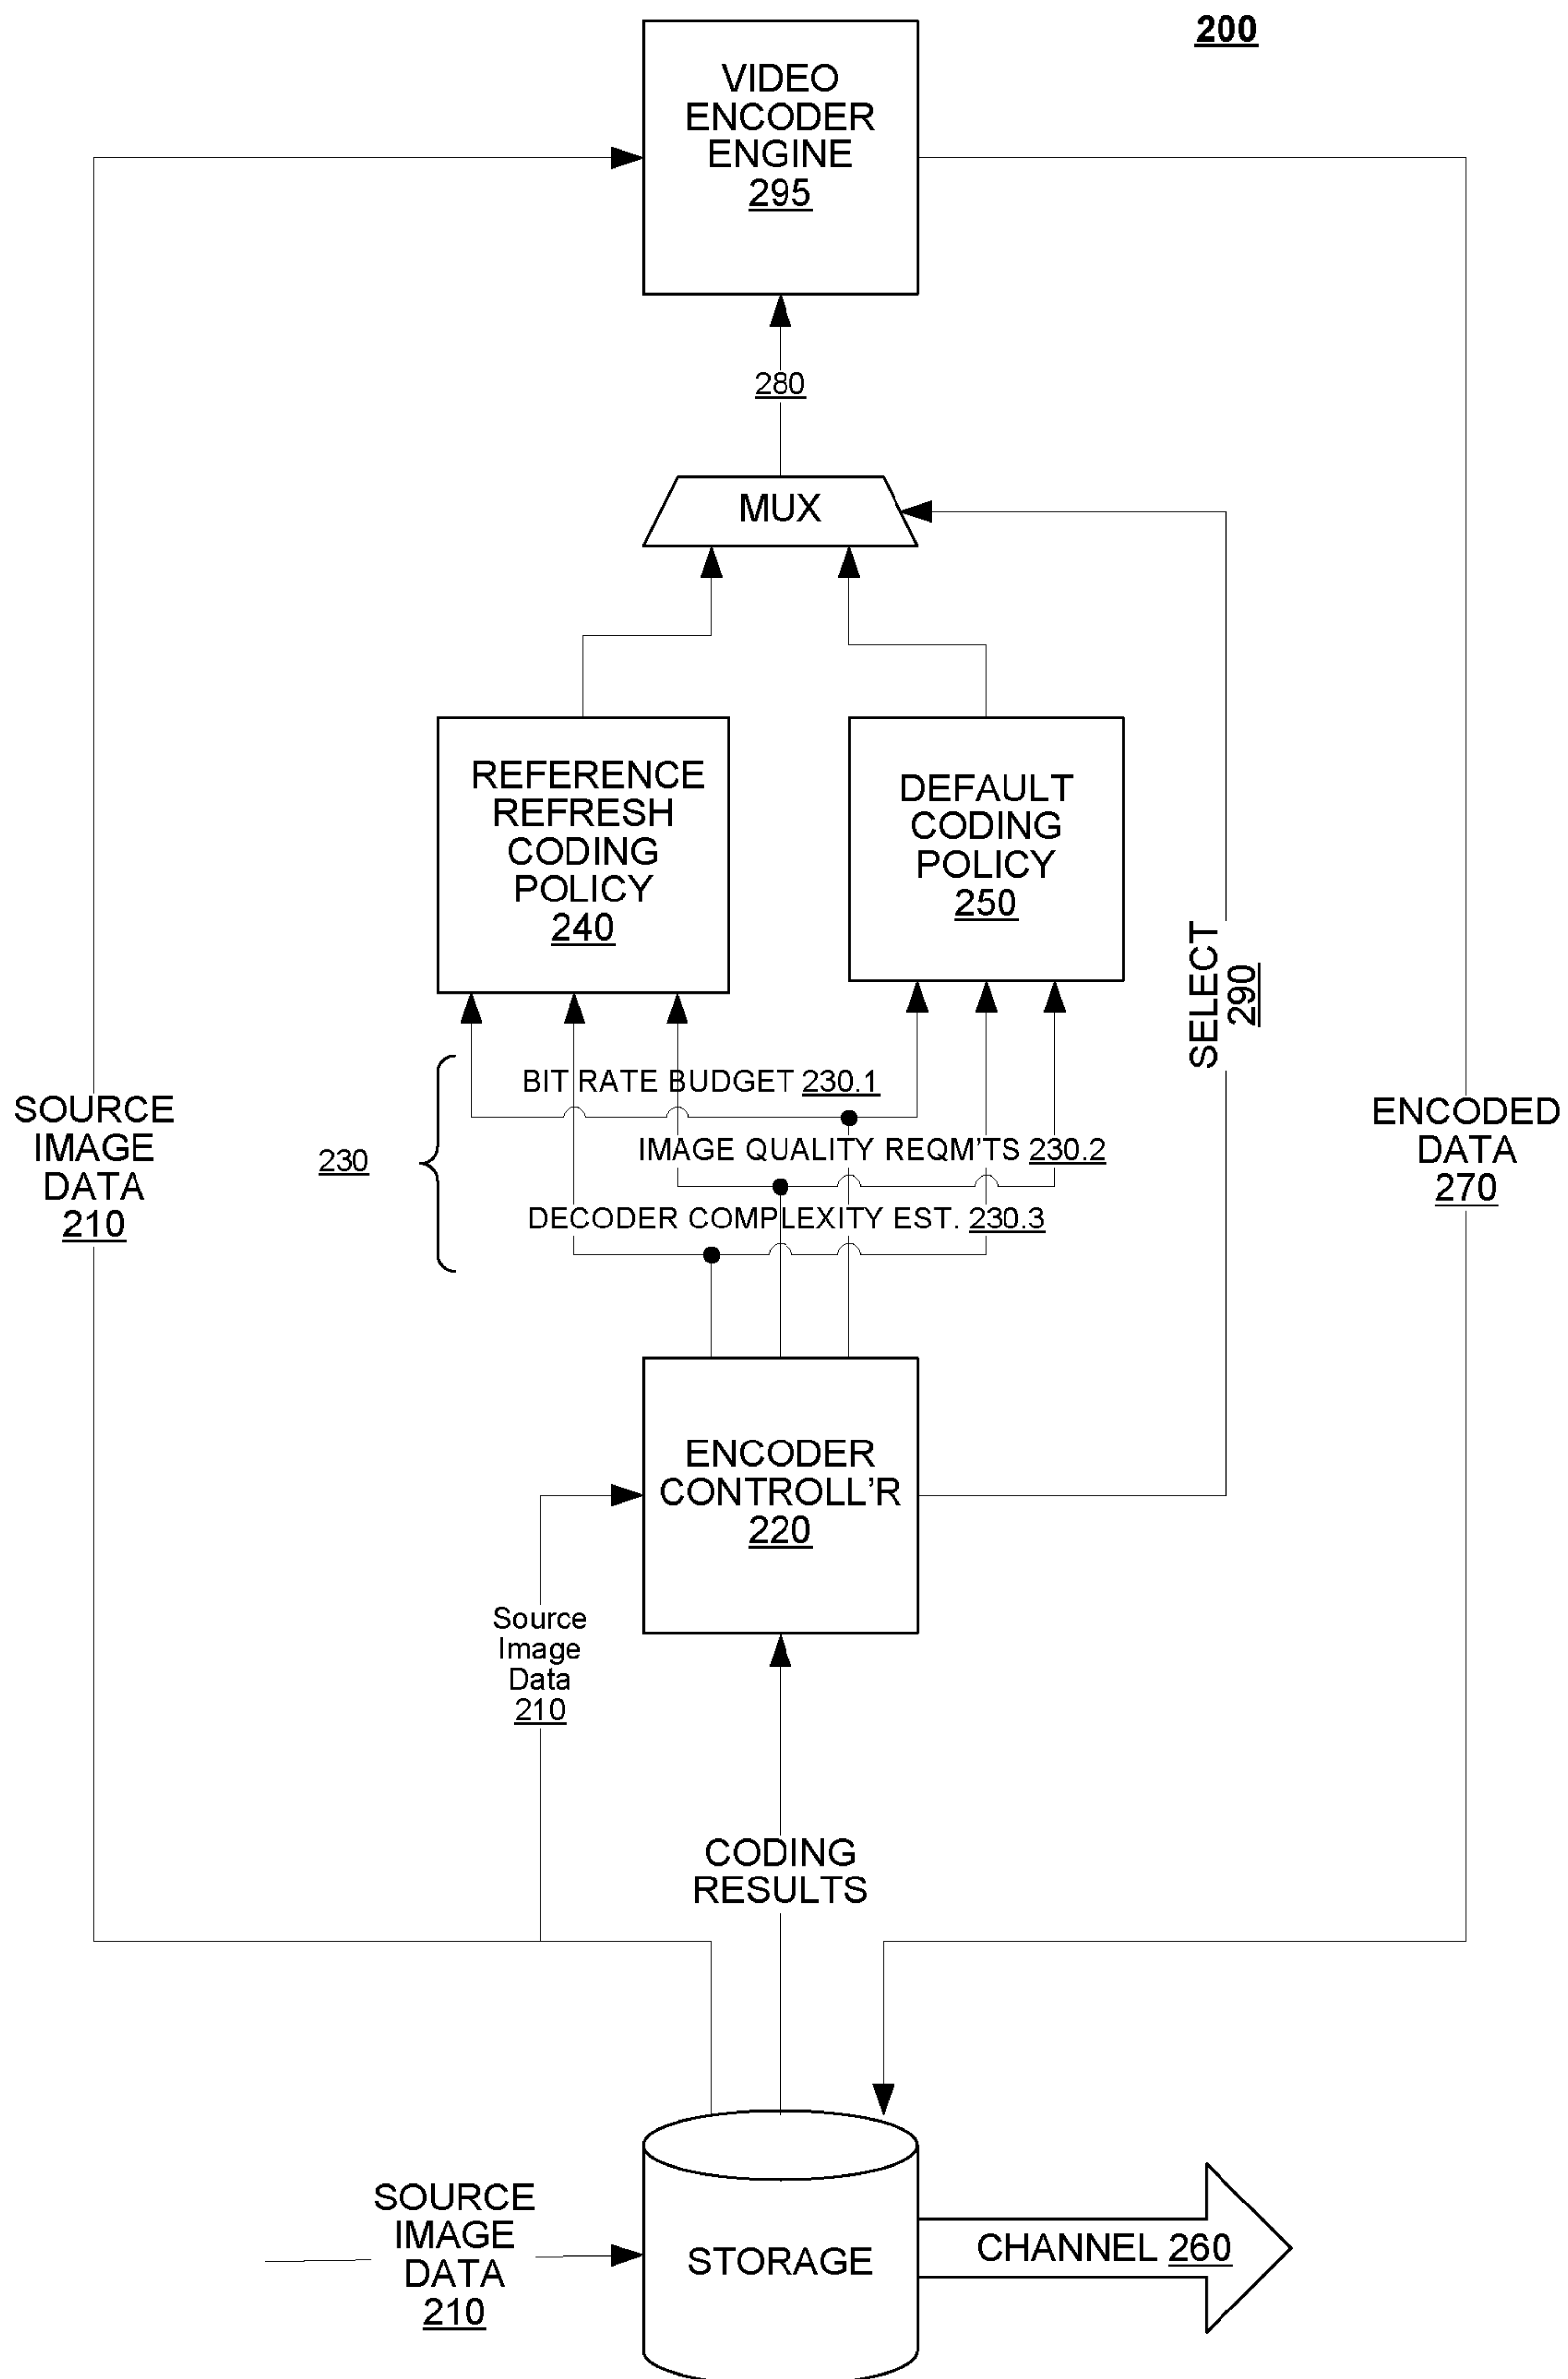 200
VIDEO
ENCODER
ENGINE
295
280
MUX
REFERENCE
REFRESH
CODING
POLICY
240
DEFAULT
CODING
POLICY
250
SELECT
290
BIT RATE BUDGET 230.1
IMAGE QUALITY REQM'TS 230.2
DECODER COMPLEXITY EST. 230.3
230
SOURCE
IMAGE
DATA
210
ENCODED
DATA
270
ENCODER
CONTROLL'R
220
Source
Image
Data
210
CODING
RESULTS
SOURCE
IMAGE
DATA
210
STORAGE
CHANNEL 260